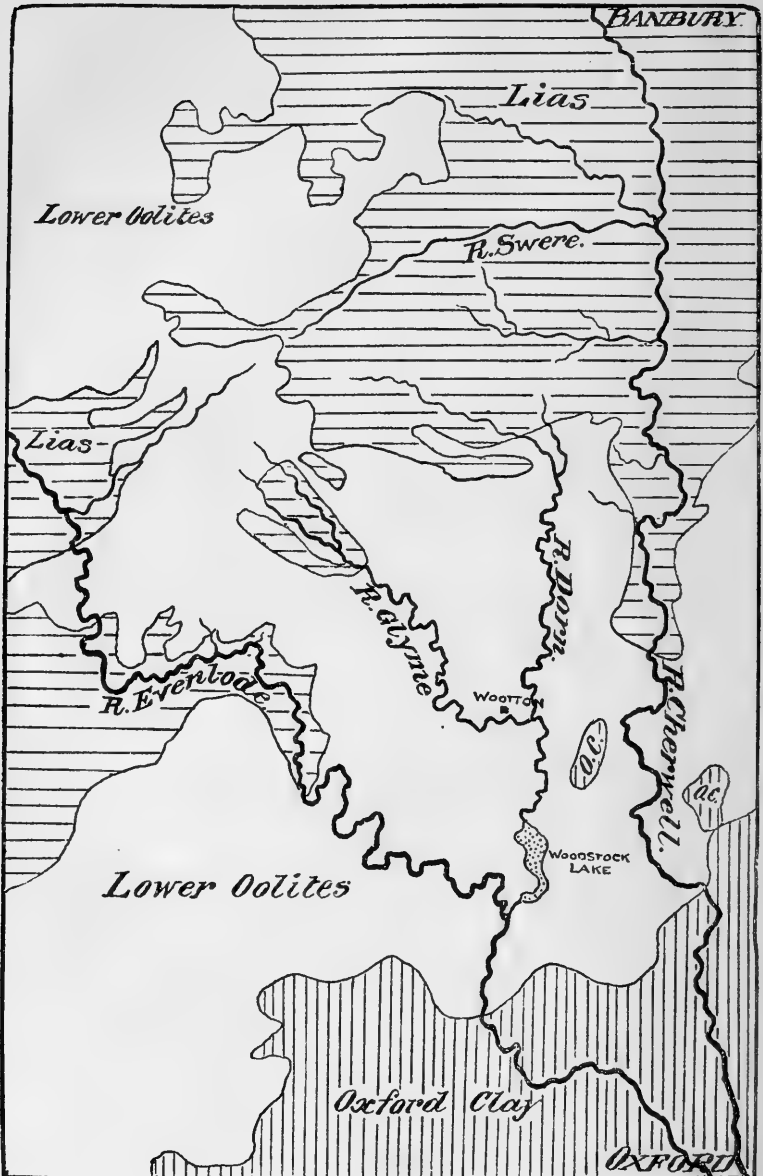 BANBURY.
Lias
Lower Oolites
R. Swere.
Lias
R. Dorn.
R. Glyme
R. Evenlode
WOOTTON
R. Cherwell.
O.C.
O.C.
WOODSTOCK
LAKE
Lower Oolites
Oxford Clay
OXFORD